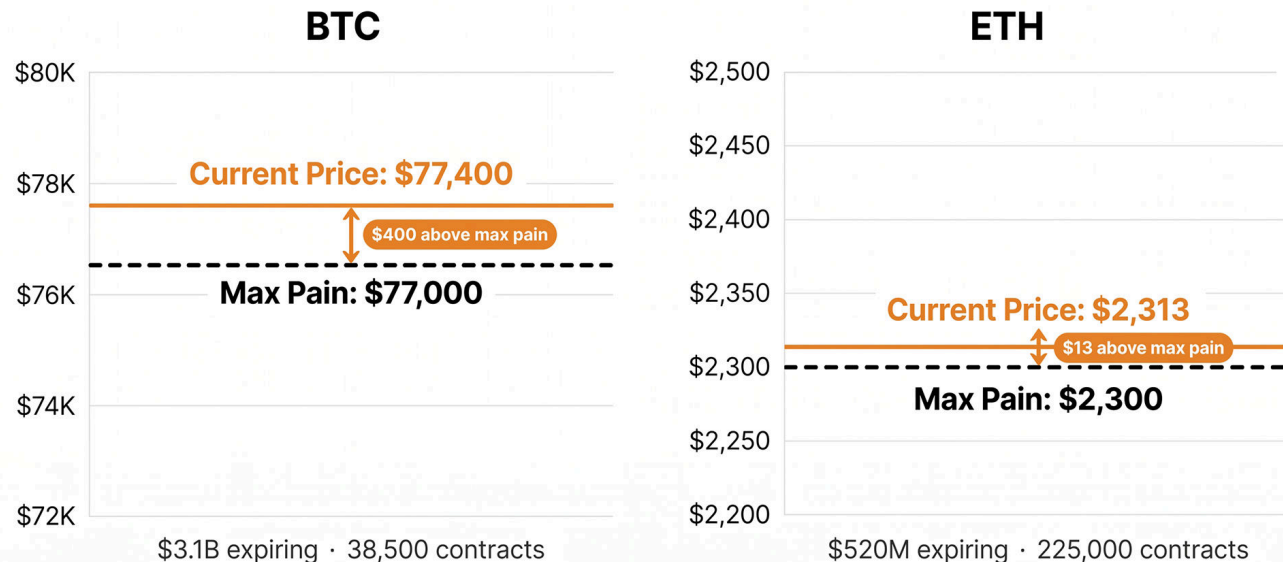 BTC
$80K
$78K
$76K
$74K
$72K
Current Price: $77,400
$400 above max pain
Max Pain: $77,000
$3.1B expiring · 38,500 contracts
ETH
$2,500
$2,450
$2,400
$2,350
$2,300
$2,250
$2,200
Current Price: $2,313
$13 above max pain
Max Pain: $2,300
$520M expiring · 225,000 contracts